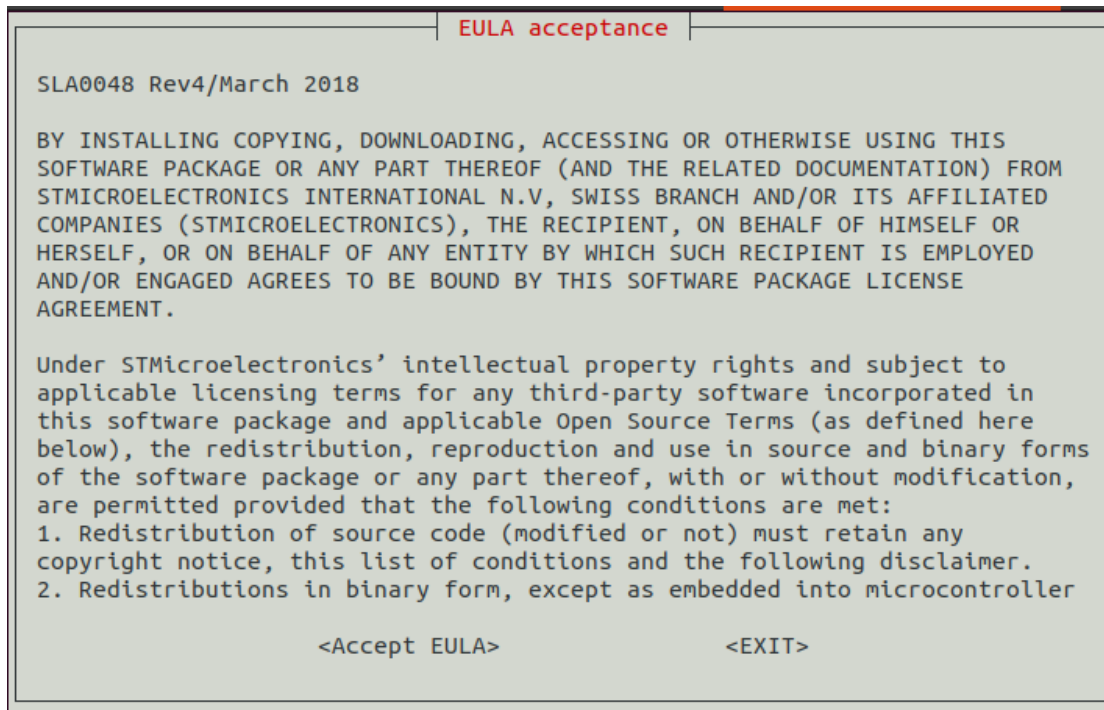 EULA acceptance
SLA0048 Rev4/March 2018
BY INSTALLING COPYING, DOWNLOADING, ACCESSING OR OTHERWISE USING THIS
SOFTWARE PACKAGE OR ANY PART THEREOF (AND THE RELATED DOCUMENTATION) FROM
STMICROELECTRONICS INTERNATIONAL N.V, SWISS BRANCH AND/OR ITS AFFILIATED
COMPANIES (STMICROELECTRONICS), THE RECIPIENT, ON BEHALF OF HIMSELF OR
HERSELF, OR ON BEHALF OF ANY ENTITY BY WHICH SUCH RECIPIENT IS EMPLOYED
AND/OR ENGAGED AGREES TO BE BOUND BY THIS SOFTWARE PACKAGE LICENSE
AGREEMENT.
Under STMicroelectronics’ intellectual property rights and subject to
applicable licensing terms for any third-party software incorporated in
this software package and applicable Open Source Terms (as defined here
below), the redistribution, reproduction and use in source and binary forms
of the software package or any part thereof, with or without modification,
are permitted provided that the following conditions are met:
1. Redistribution of source code (modified or not) must retain any
copyright notice, this list of conditions and the following disclaimer.
2. Redistributions in binary form, except as embedded into microcontroller
<Accept EULA> <EXIT>